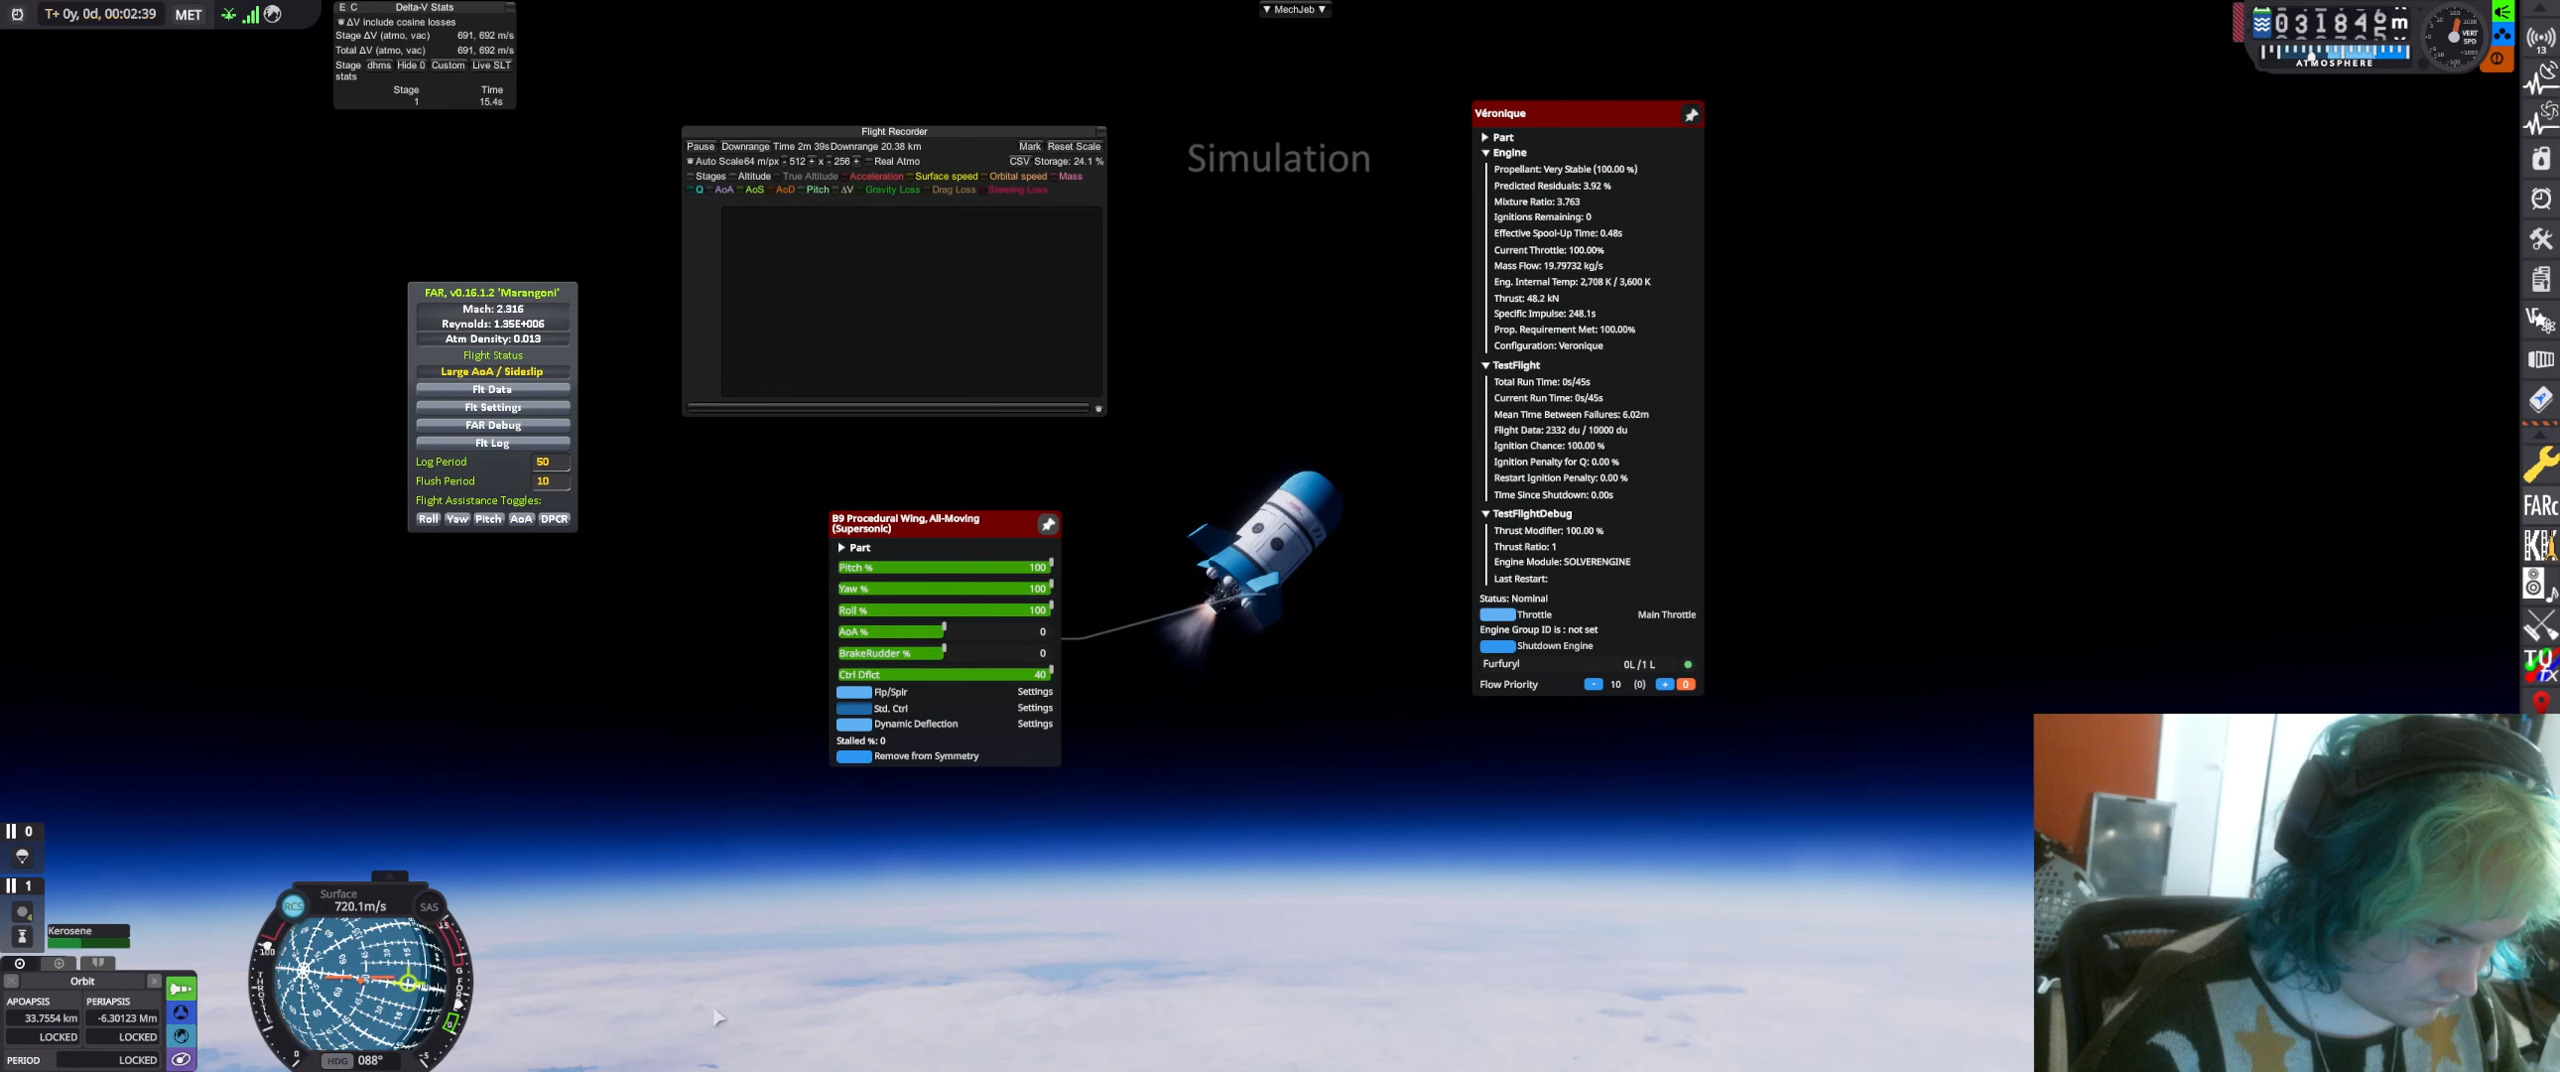 T+ 0y, 0d, 00:02:39 MET
E C Delta-V Stats
ΔV include cosine losses
Stage ΔV (atmo, vac) 691, 692 m/s
Total ΔV (atmo, vac) 691, 692 m/s
Stage stats dhms Hide 0 Custom Live SLT
Stage Time
1 15.4s
▼ MechJeb ▼
m
VERT SPD
ATMOSPHERE
13
Simulation
Flight Recorder
Pause Downrange Time 2m 39s Downrange 20.38 km Mark Reset Scale
Auto Scale 64 m/px - 512 + x - 256 + Real Atmo CSV Storage: 24.1 %
Stages Altitude True Altitude Acceleration Surface speed Orbital speed Mass
Q AoA AoS AoD Pitch ΔV Gravity Loss Drag Loss Steering Loss
FAR, v0.16.1.2 'Marangoni'
Mach: 2.316
Reynolds: 1.35E+006
Atm Density: 0.013
Flight Status
Large AoA / Sideslip
Flt Data
Flt Settings
FAR Debug
Flt Log
Log Period 50
Flush Period 10
Flight Assistance Toggles:
Roll Yaw Pitch AoA DPCR
B9 Procedural Wing, All-Moving
(Supersonic)
Part
Pitch % 100
Yaw % 100
Roll % 100
AoA % 0
BrakeRudder % 0
Ctrl Dflct 40
Flp/Splr Settings
Std. Ctrl Settings
Dynamic Deflection Settings
Stalled %: 0
Remove from Symmetry
Véronique
Part
Engine
Propellant: Very Stable (100.00 %)
Predicted Residuals: 3.92 %
Mixture Ratio: 3.763
Ignitions Remaining: 0
Effective Spool-Up Time: 0.48s
Current Throttle: 100.00%
Mass Flow: 19.79732 kg/s
Eng. Internal Temp: 2,708 K / 3,600 K
Thrust: 48.2 kN
Specific Impulse: 248.1s
Prop. Requirement Met: 100.00%
Configuration: Veronique
TestFlight
Total Run Time: 0s/45s
Current Run Time: 0s/45s
Mean Time Between Failures: 6.02m
Flight Data: 2332 du / 10000 du
Ignition Chance: 100.00 %
Ignition Penalty for Q: 0.00 %
Restart Ignition Penalty: 0.00 %
Time Since Shutdown: 0.00s
TestFlightDebug
Thrust Modifier: 100.00 %
Thrust Ratio: 1
Engine Module: SOLVERENGINE
Last Restart:
Status: Nominal
Throttle Main Throttle
Engine Group ID is : not set
Shutdown Engine
Furfuryl 0L /1 L
Flow Priority - 10 (0) + 0
FARc
0
1
4
Kerosene
Orbit
APOAPSIS PERIAPSIS
33.7554 km -6.30123 Mm
LOCKED LOCKED
PERIOD LOCKED
Surface
RCS 720.1m/s SAS
HDG 088°